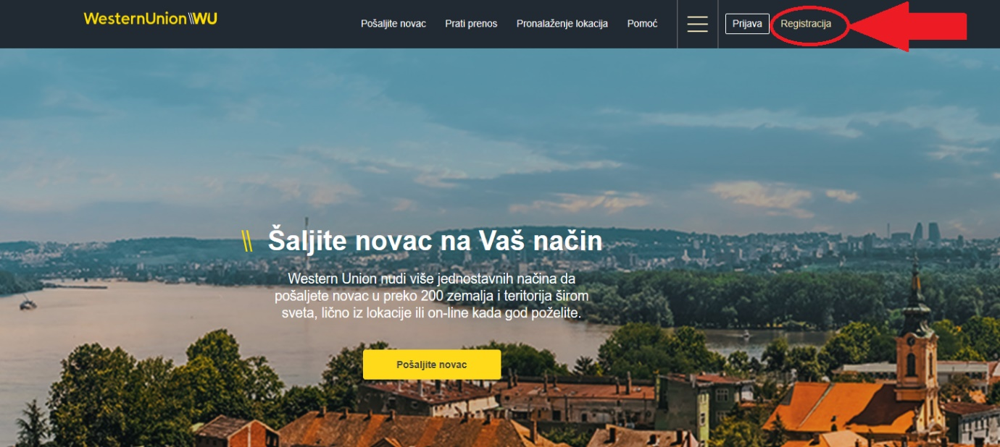 WesternUnion WU
Pošaljite novac
Prati prenos
Pronalaženje lokacija
Pomoć
Prijava
Registracija
Šaljite novac na Vaš način
Western Union nudi više jednostavnih načina da
pošaljete novac u preko 200 zemalja i teritorija širom
sveta, lično iz lokacije ili on-line kada god poželite.
Pošaljite novac